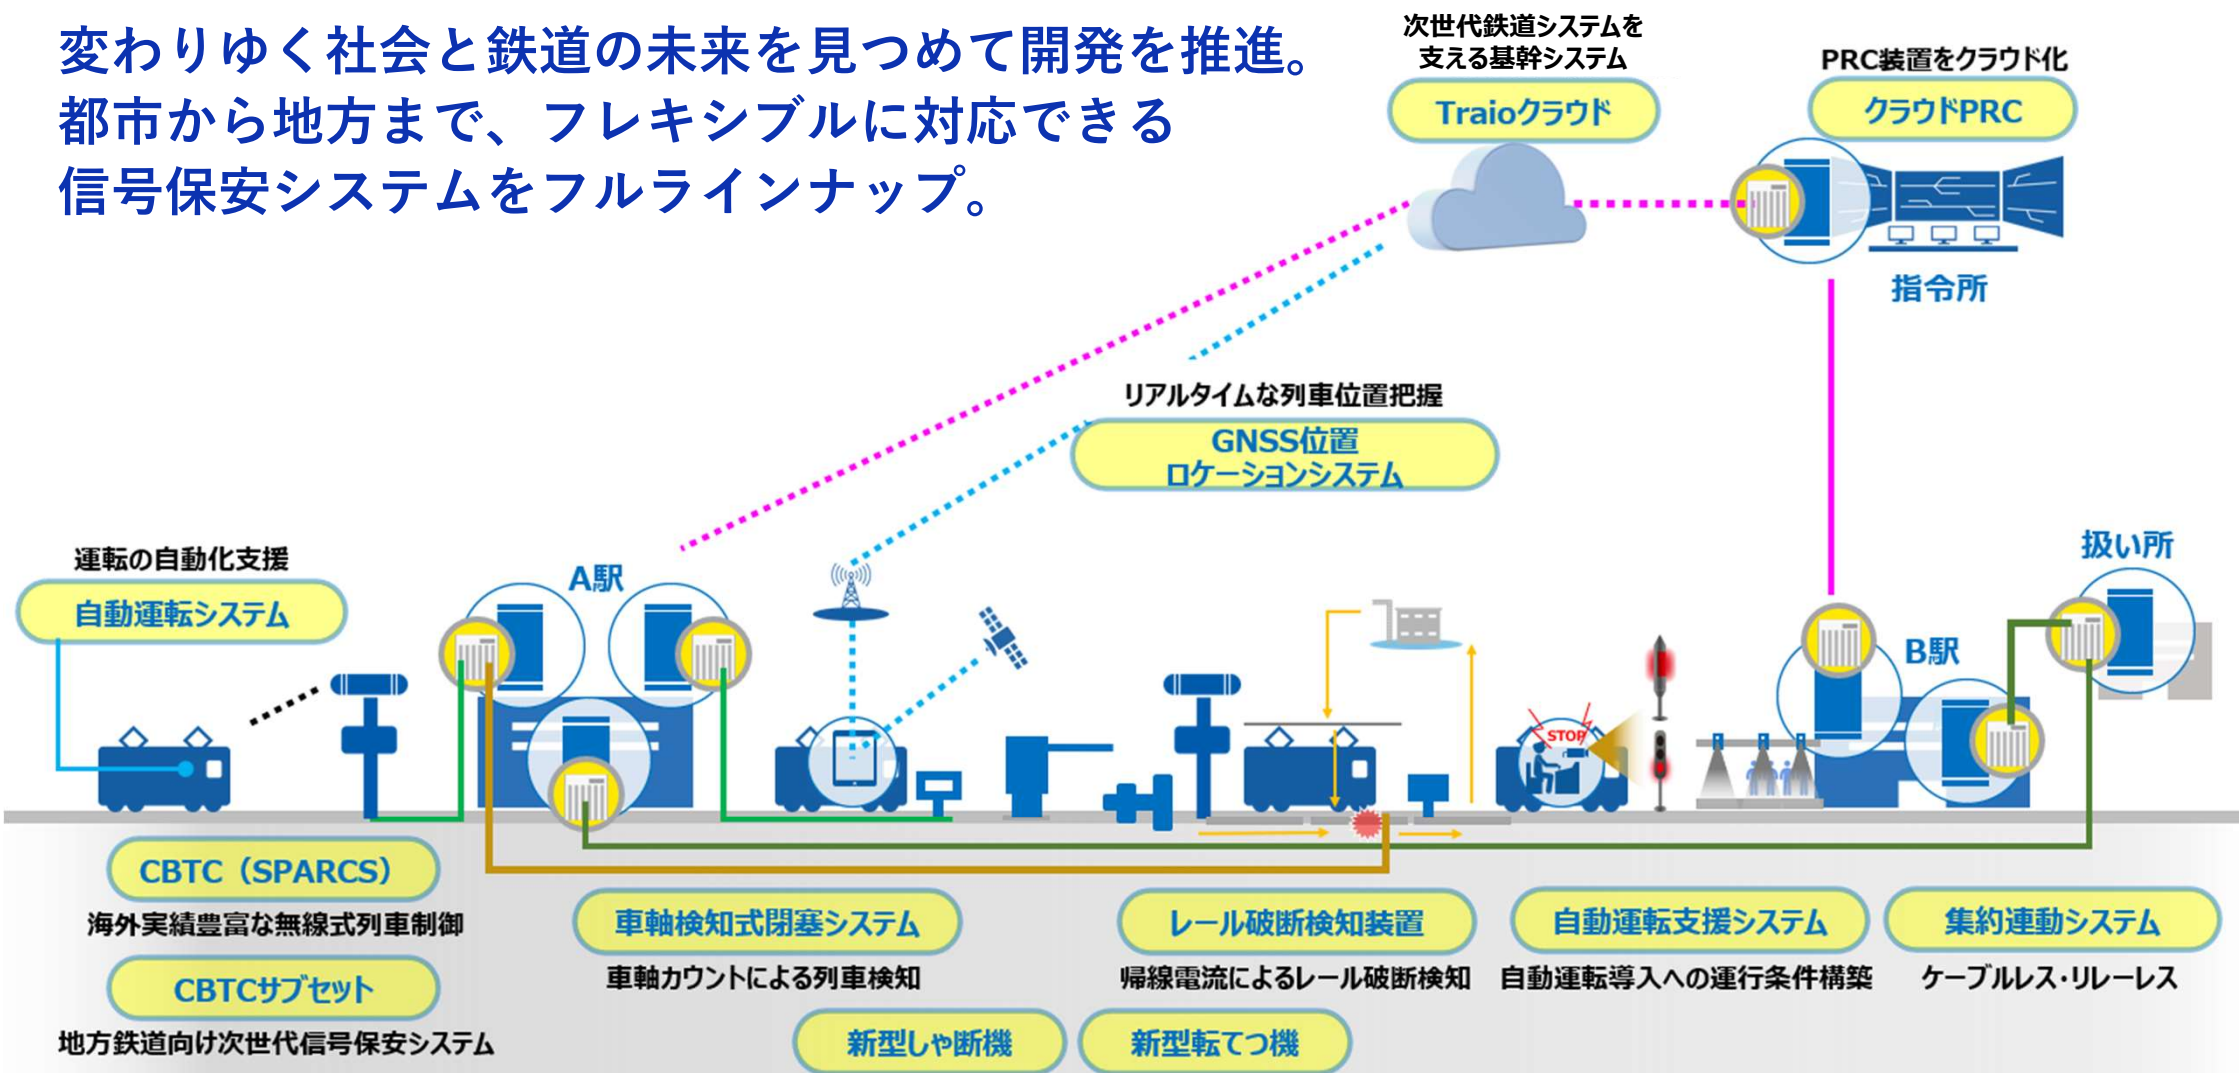 変わりゆく社会と鉄道の未来を見つめて開発を推進。
都市から地方まで、フレキシブルに対応できる
信号保安システムをフルラインナップ。
次世代鉄道システムを
支える基幹システム
Traioクラウド
PRC装置をクラウド化
クラウドPRC
指令所
リアルタイムな列車位置把握
GNSS位置
ロケーションシステム
運転の自動化支援
自動運転システム
A駅
扱い所
B駅
STOP
CBTC（SPARCS）
海外実績豊富な無線式列車制御
CBTCサブセット
地方鉄道向け次世代信号保安システム
車軸検知式閉塞システム
車軸カウントによる列車検知
レール破断検知装置
帰線電流によるレール破断検知
自動運転支援システム
自動運転導入への運行条件構築
集約連動システム
ケーブルレス・リレーレス
新型しゃ断機
新型転てつ機